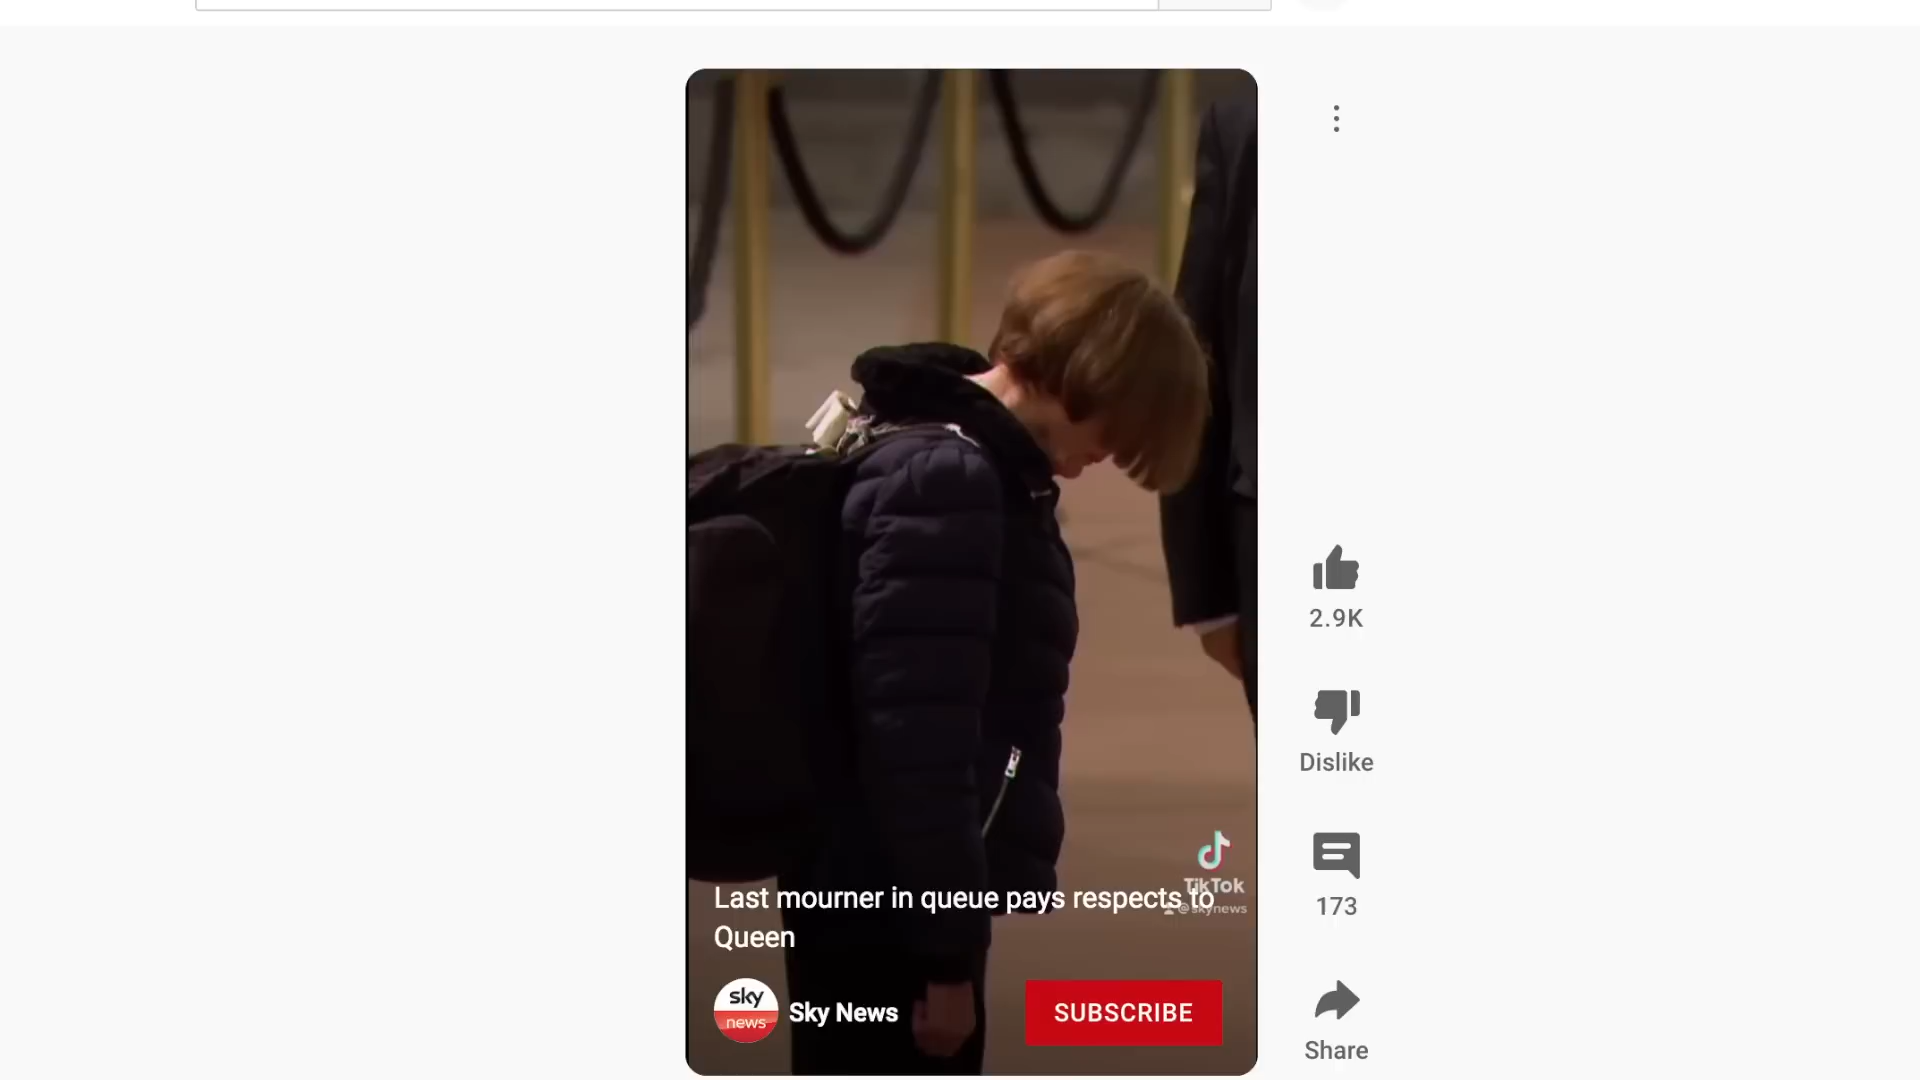 Last mourner in queue pays respects to
Queen
sky
news
Sky News
SUBSCRIBE
TikTok
@skynews
2.9K
Dislike
173
Share